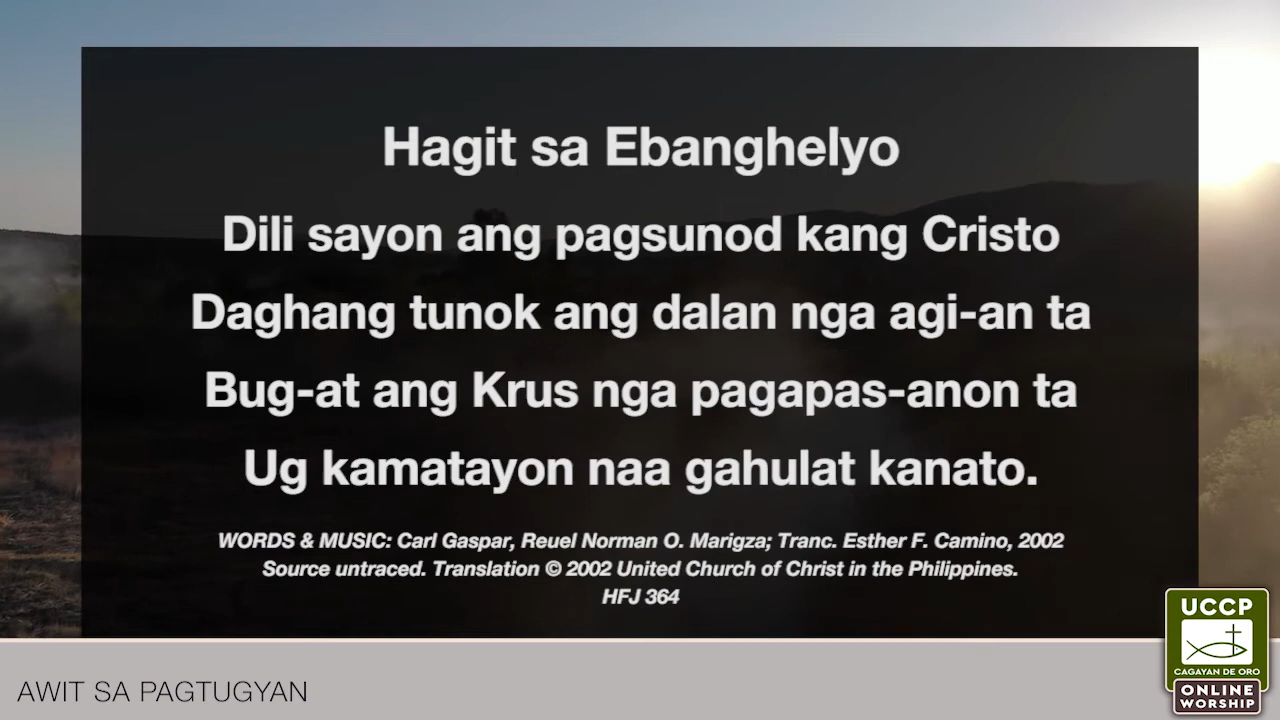 Hagit sa Ebanghelyo
Dili sayon ang pagsunod kang Cristo
Daghang tunok ang dalan nga agi-an ta
Bug-at ang Krus nga pagapas-anon ta
Ug kamatayon naa gahulat kanato.
WORDS & MUSIC: Carl Gaspar, Reuel Norman O. Marigza; Tranc. Esther F. Camino, 2002
Source untraced. Translation © 2002 United Church of Christ in the Philippines.
HFJ 364
UCCP
CAGAYAN DE ORO
ONLINE
WORSHIP
AWIT SA PAGTUGYAN